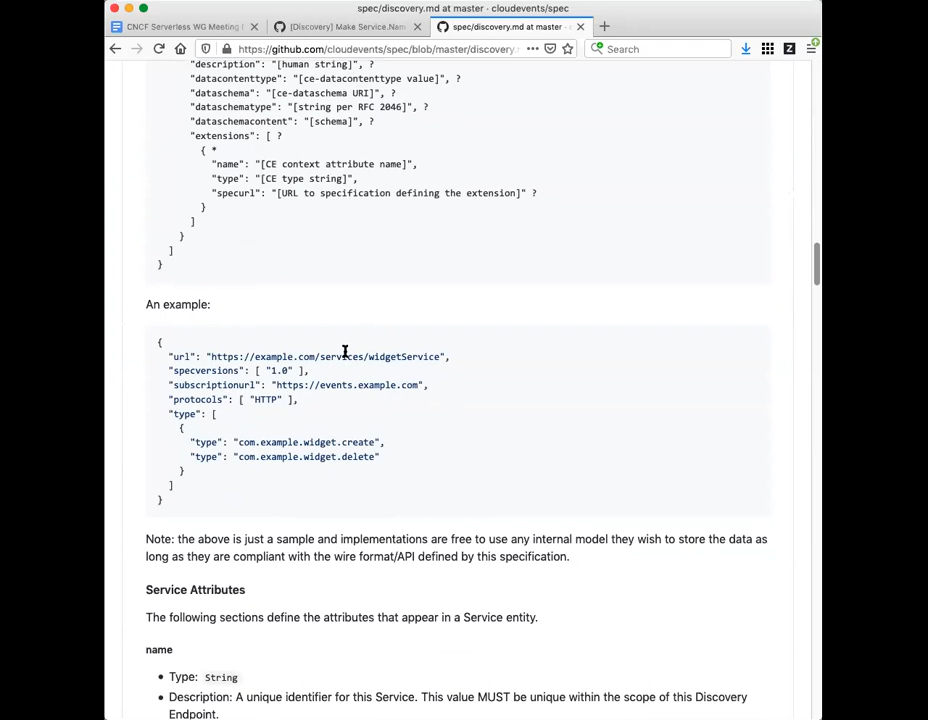 spec/discovery.md at master · cloudevents/spec
CNCF Serverless WG Meeting
[Discovery] Make Service.Nam
spec/discovery.md at master · c
https://github.com/cloudevents/spec/blob/master/discovery.
Search
"description": "[human string]", ?
"datacontenttype": "[ce-datacontenttype value]", ?
"dataschema": "[ce-dataschema URI]", ?
"dataschematype": "[string per RFC 2046]", ?
"dataschemacontent": "[schema]", ?
"extensions": [ ?
{ *
"name": "[CE context attribute name]",
"type": "[CE type string]",
"specurl": "[URL to specification defining the extension]" ?
}
]
}
]
}
An example:
{
"url": "https://example.com/services/widgetService",
"specversions": [ "1.0" ],
"subscriptionurl": "https://events.example.com",
"protocols": [ "HTTP" ],
"type": [
{
"type": "com.example.widget.create",
"type": "com.example.widget.delete"
}
]
}
Note: the above is just a sample and implementations are free to use any internal model they wish to store the data as
long as they are compliant with the wire format/API defined by this specification.
Service Attributes
The following sections define the attributes that appear in a Service entity.
name
• Type: String
• Description: A unique identifier for this Service. This value MUST be unique within the scope of this Discovery
Endpoint.